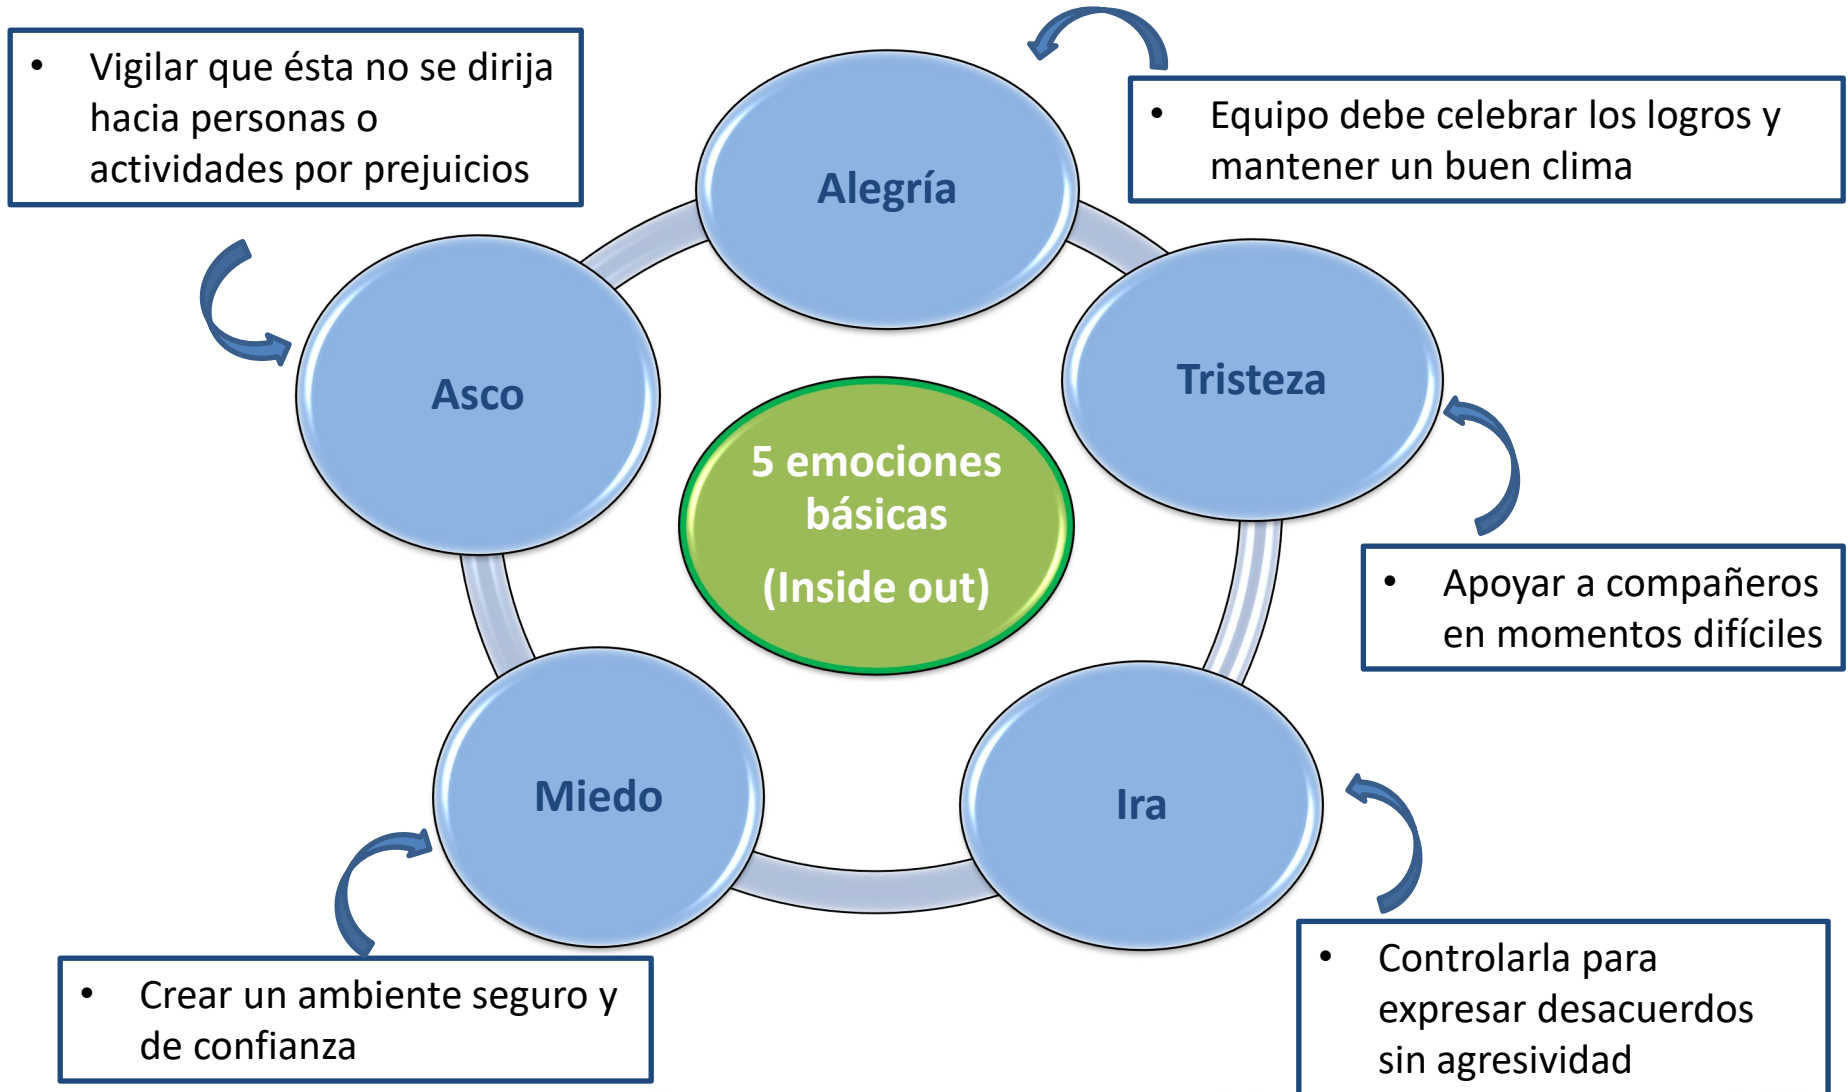 • Vigilar que ésta no se dirija
hacia personas o
actividades por prejuicios
• Equipo debe celebrar los logros y
mantener un buen clima
Alegría
Asco
Tristeza
5 emociones
básicas
(Inside out)
• Apoyar a compañeros
en momentos difíciles
Miedo
Ira
• Crear un ambiente seguro y
de confianza
• Controlarla para
expresar desacuerdos
sin agresividad